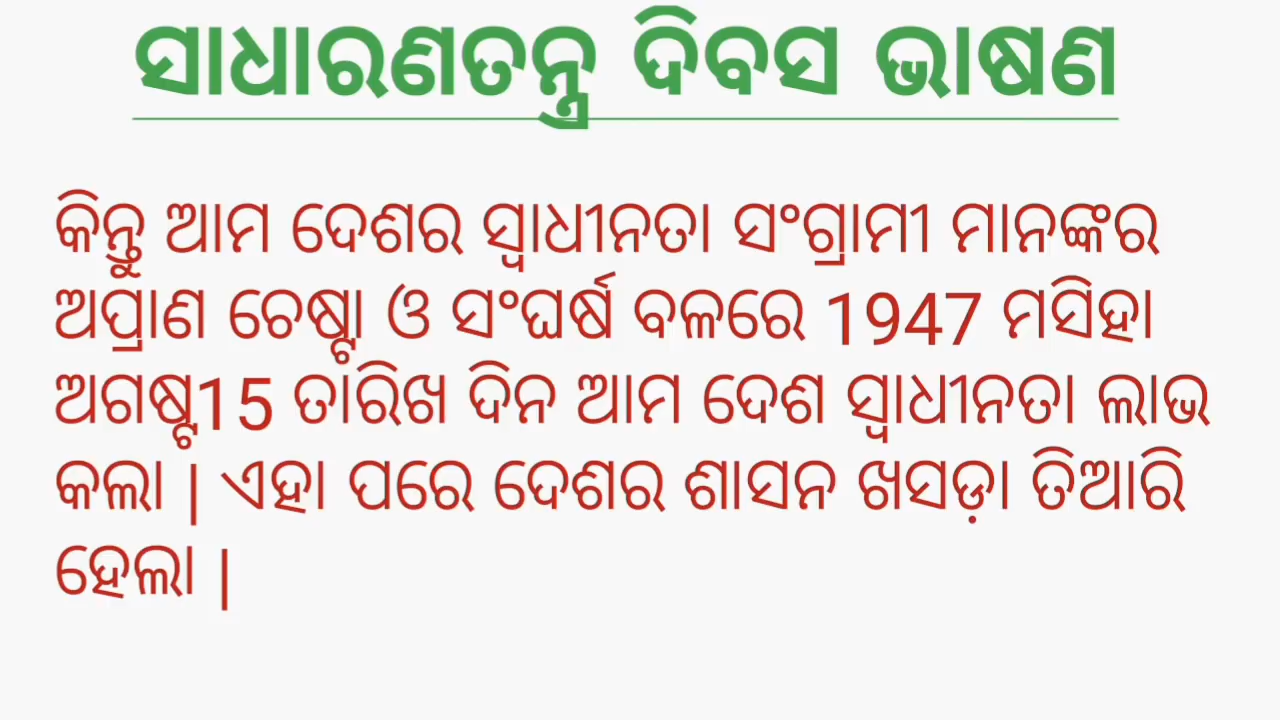 ସାଧାରଣତନ୍ତ୍ର ଦିବସ ଭାଷଣ
କିନ୍ତୁ ଆମ ଦେଶର ସ୍ୱାଧୀନତା ସଂଗ୍ରାମୀ ମାନଙ୍କର
ଅପ୍ରାଣ ଚେଷ୍ଟା ଓ ସଂଘର୍ଷ ବଳରେ 1947 ମସିହା
ଅଗଷ୍ଟ15 ତାରିଖ ଦିନ ଆମ ଦେଶ ସ୍ୱାଧୀନତା ଲାଭ
କଲା | ଏହା ପରେ ଦେଶର ଶାସନ ଖସଡ଼ା ତିଆରି
ହେଲା |